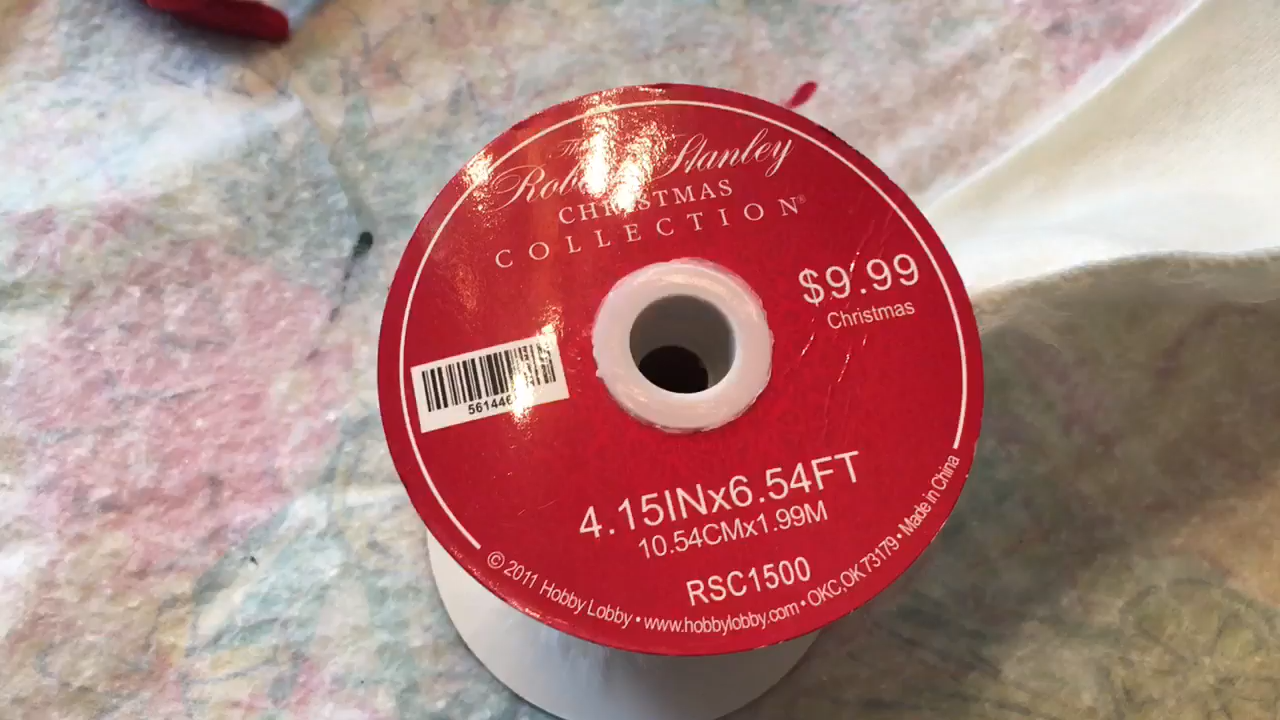 The Stanley
CHRISTMAS
COLLECTION®
$9.99
Christmas
4.15INx6.54FT
10.54CMx1.99M
RSC1500
© 2011 Hobby Lobby • www.hobbylobby.com • OKC, OK 73179 • Made in China